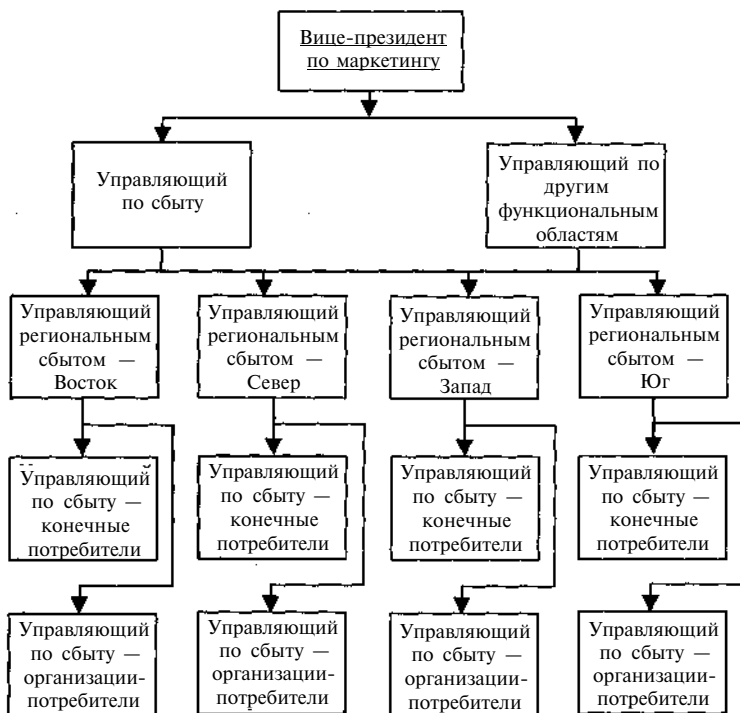 Вице-президент
по маркетингу
Управляющий
по сбыту
Управляющий по
другим
функциональным
областям
Управляющий
региональным
сбытом —
Восток
Управляющий
региональным
сбытом —
Север
Управляющий
региональным
сбытом —
Запад
Управляющий
региональным
сбытом —
Юг
Управляющий
по сбыту —
конечные
потребители
Управляющий
по сбыту —
конечные
потребители
Управляющий
по сбыту —
конечные
потребители
Управляющий
по сбыту —
конечные
потребители
Управляющий
по сбыту —
организации-
потребители
Управляющий
по сбыту —
организации-
потребители
Управляющий
по сбыту —
организации-
потребители
Управляющий
по сбыту —
организации-
потребители